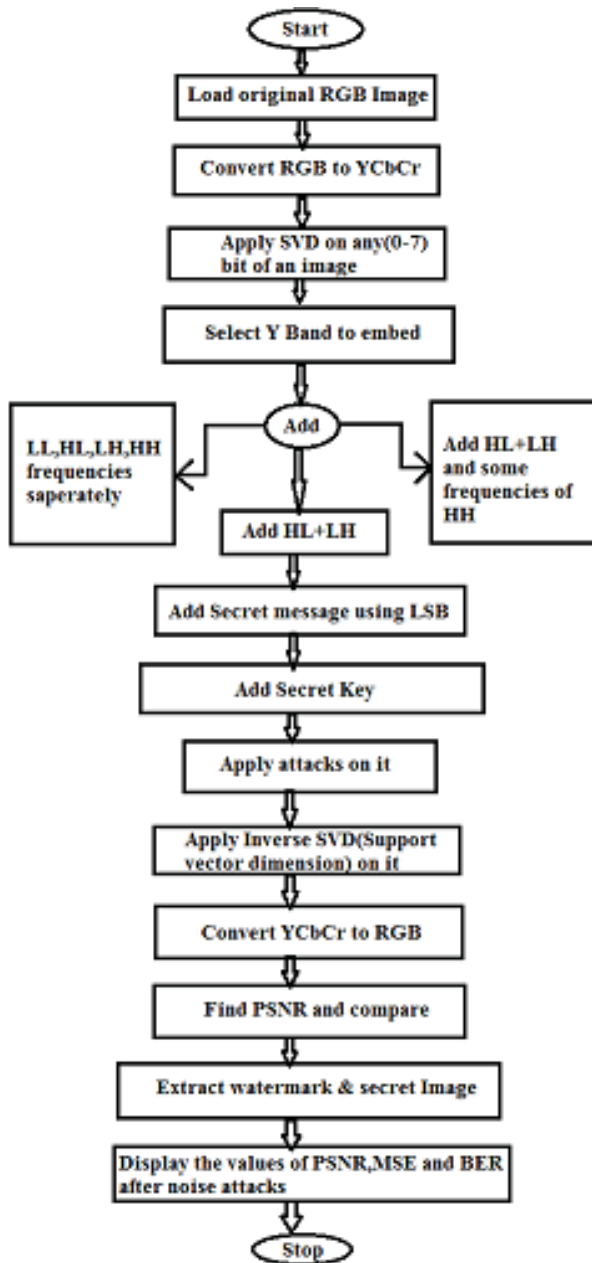 Start
Load original RGB Image
Convert RGB to YCbCr
Apply SVD on any(0-7)
bit of an image
Select Y Band to embed
Add
LL,HL,LH,HH
frequencies
saperately
Add HL+LH
and some
frequencies of
HH
Add HL+LH
Add Secret message using LSB
Add Secret Key
Apply attacks on it
Apply Inverse SVD(Support
vector dimension) on it
Convert YCbCr to RGB
Find PSNR and compare
Extract watermark & secret Image
Display the values of PSNR,MSE and BER
after noise attacks
Stop